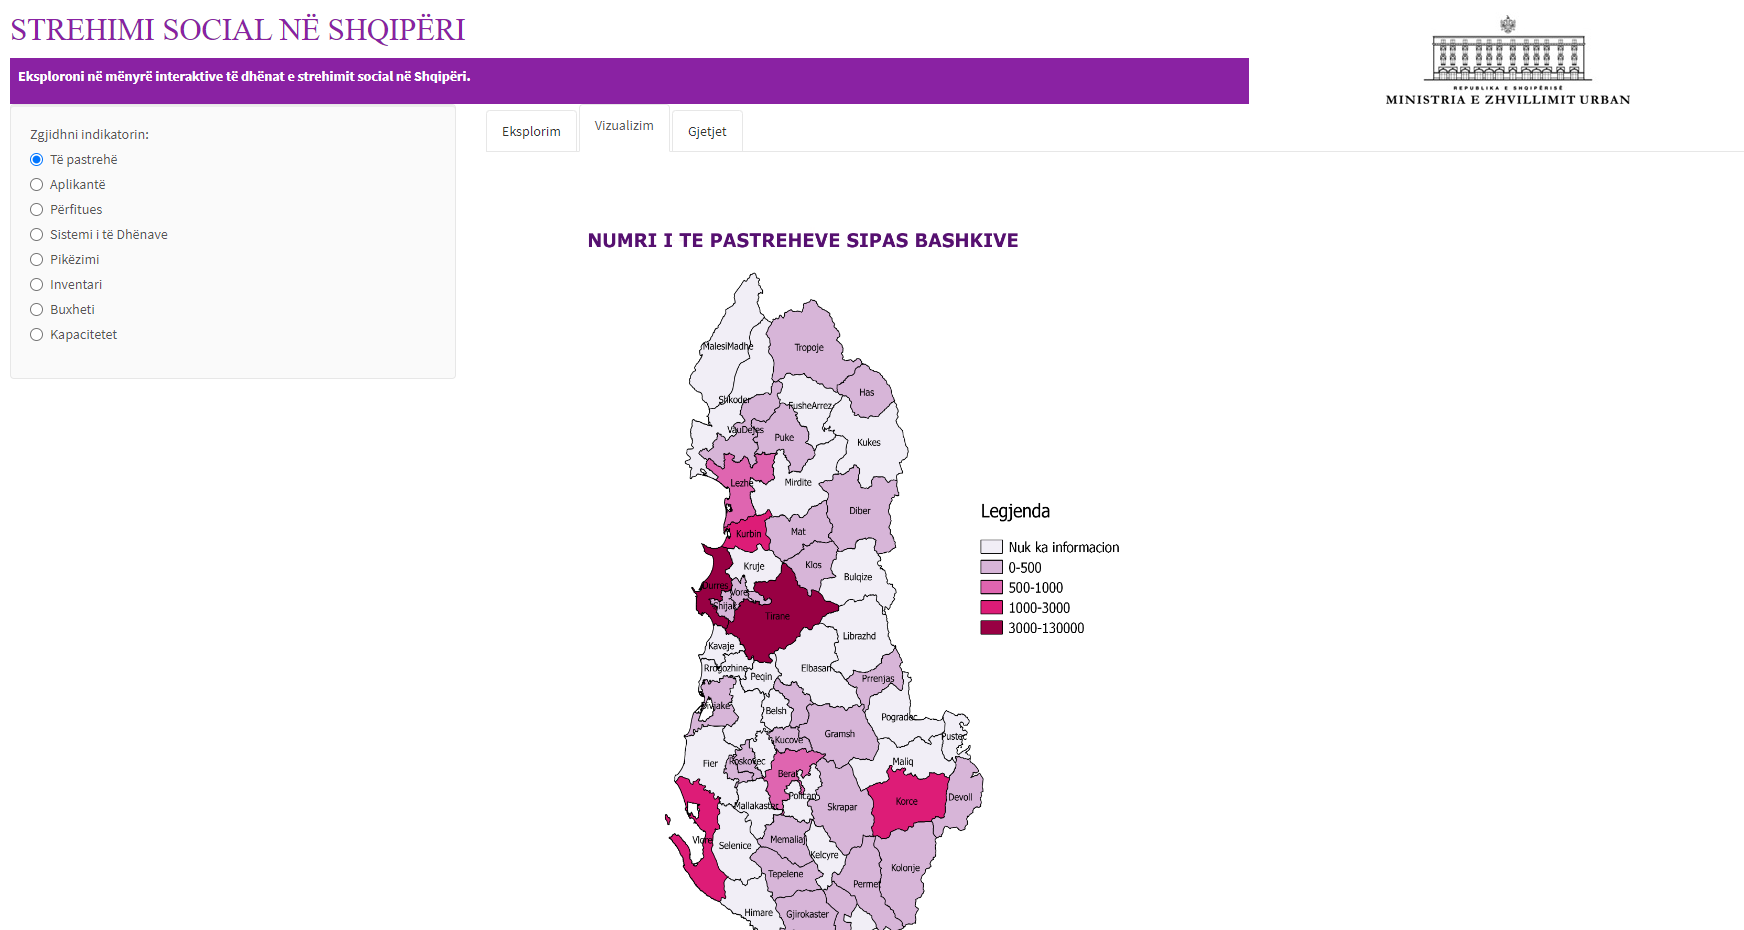 STREHIMI SOCIAL NË SHQIPËRI
Eksploroni në mënyrë interaktive të dhënat e strehimit social në Shqipëri.
REPUBLIKA E SHQIPËRISË
MINISTRIA E ZHVILLIMIT URBAN
Zgjidhni indikatorin:
Të pastrehë
Aplikantë
Përfitues
Sistemi i të Dhënave
Pikëzimi
Inventari
Buxheti
Kapacitetet
Eksplorim
Vizualizim
Gjetjet
NUMRI I TE PASTREHEVE SIPAS BASHKIVE
MalesiMadhe
Tropoje
Has
Shkoder
FusheArrez
VauDejes
Puke
Kukes
Lezhe
Mirdite
Diber
Kurbin
Mat
Kruje
Klos
Bulqize
Durres
Vore
Shijak
Tirane
Librazhd
Kavaje
Rrogozhine
Peqin
Elbasan
Prrenjas
Divjake
Belsh
Pogradec
Kucove
Gramsh
Pustec
Fier
Roskovec
Maliq
Berat
Polican
Devoll
Mallakaster
Skrapar
Korce
Vlore
Selenice
Memaliaj
Kelcyre
Kolonje
Tepelene
Permet
Himare
Gjirokaster
Legjenda
Nuk ka informacion
0-500
500-1000
1000-3000
3000-130000